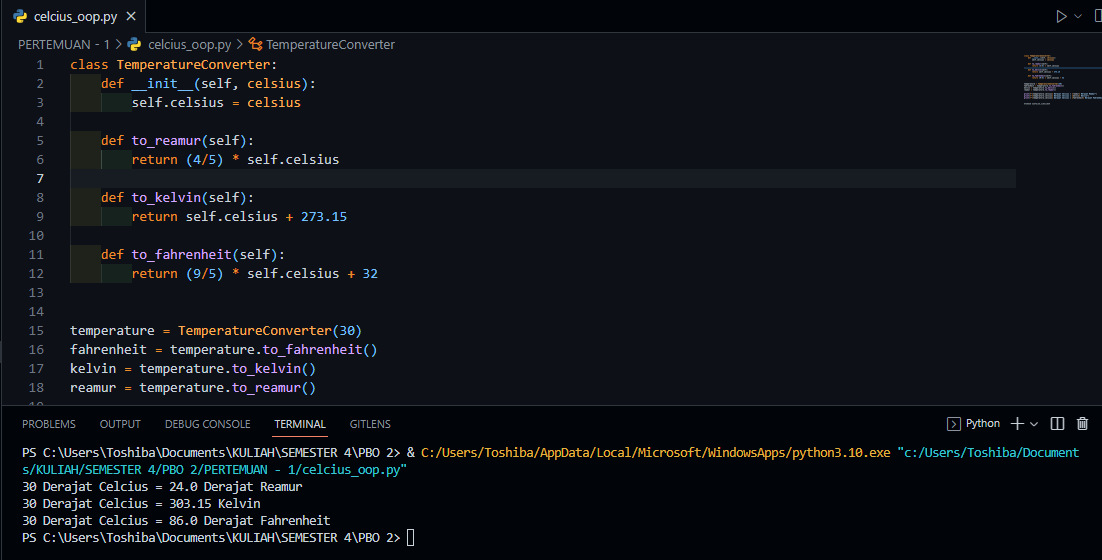 celcius_oop.py
PERTEMUAN - 1 > celcius_oop.py > TemperatureConverter
1 class TemperatureConverter:
2 def __init__(self, celsius):
3 self.celsius = celsius
4
5 def to_reamur(self):
6 return (4/5) * self.celsius
7
8 def to_kelvin(self):
9 return self.celsius + 273.15
10
11 def to_fahrenheit(self):
12 return (9/5) * self.celsius + 32
13
14
15 temperature = TemperatureConverter(30)
16 fahrenheit = temperature.to_fahrenheit()
17 kelvin = temperature.to_kelvin()
18 reamur = temperature.to_reamur()
PROBLEMS OUTPUT DEBUG CONSOLE TERMINAL GITLENS Python
PS C:\Users\Toshiba\Documents\KULIAH\SEMESTER 4\PBO 2> & C:/Users/Toshiba/AppData/Local/Microsoft/WindowsApps/python3.10.exe "c:/Users/Toshiba/Document
s/KULIAH/SEMESTER 4/PBO 2/PERTEMUAN - 1/celcius_oop.py"
30 Derajat Celcius = 24.0 Derajat Reamur
30 Derajat Celcius = 303.15 Kelvin
30 Derajat Celcius = 86.0 Derajat Fahrenheit
PS C:\Users\Toshiba\Documents\KULIAH\SEMESTER 4\PBO 2>